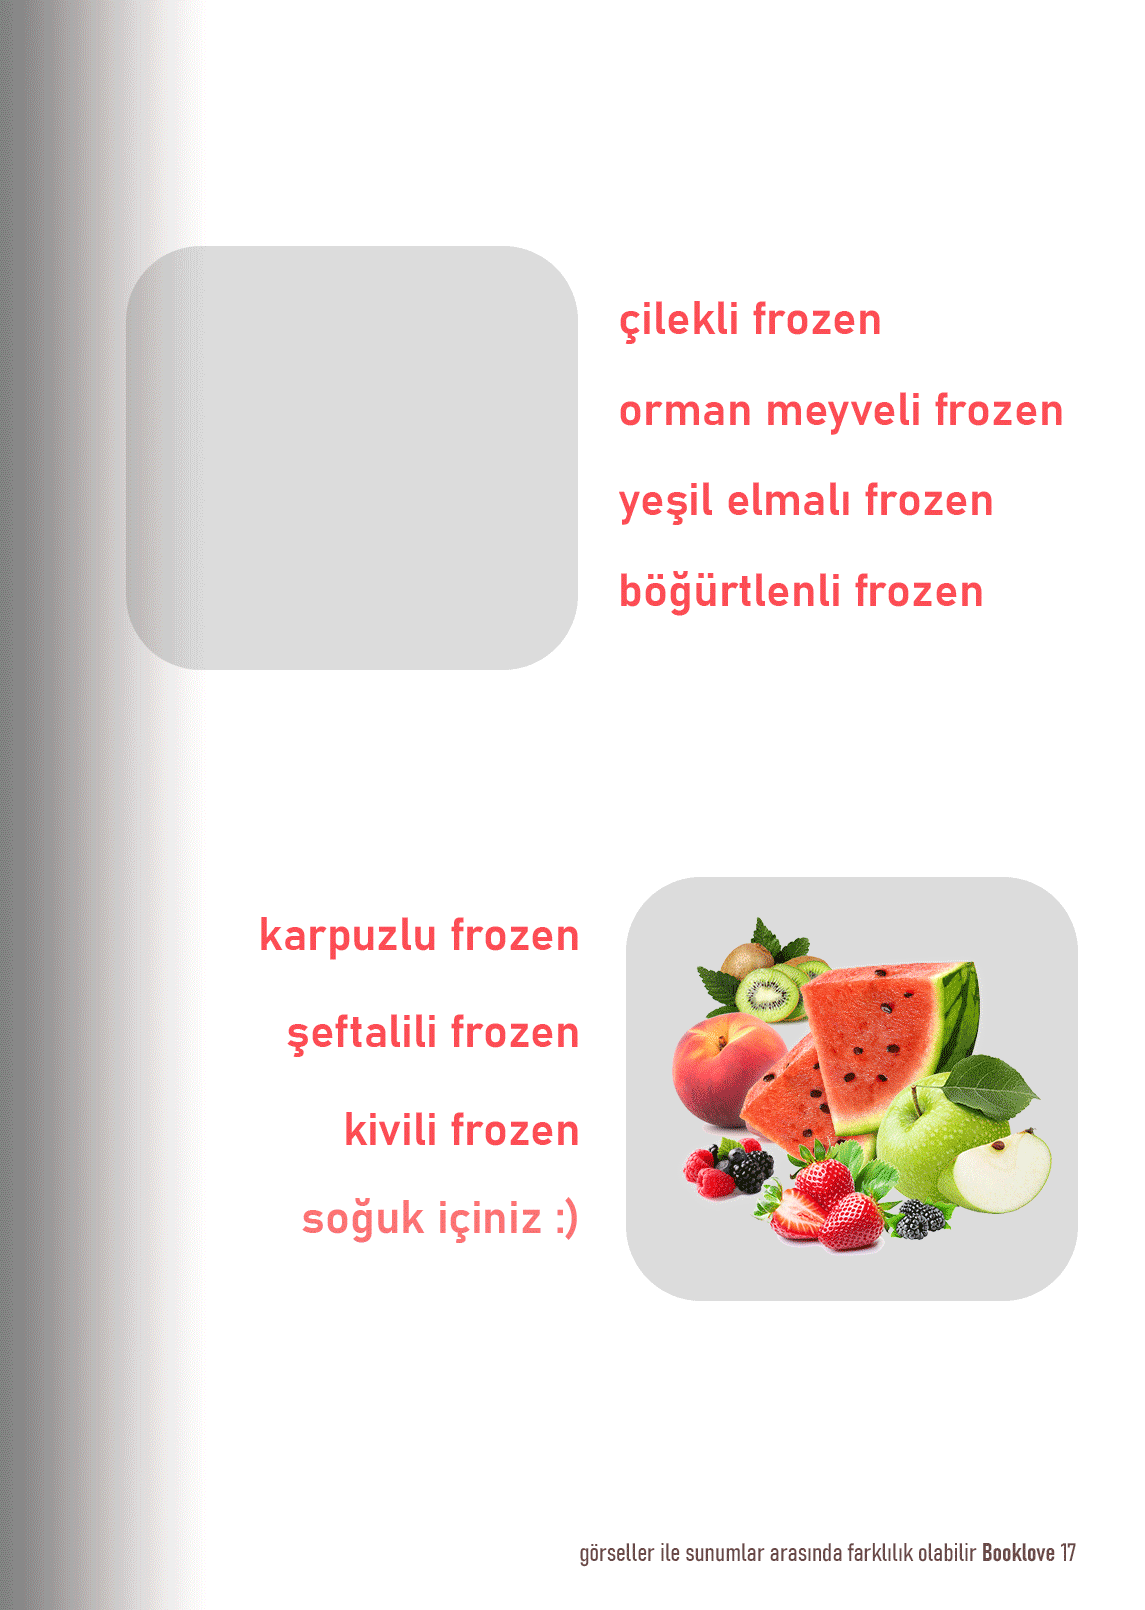 çilekli frozen
orman meyveli frozen
yeşil elmalı frozen
böğürtlenli frozen
karpuzlu frozen
şeftalili frozen
kivili frozen
soğuk içiniz :)
görseller ile sunumlar arasında farklılık olabilir Booklove 17